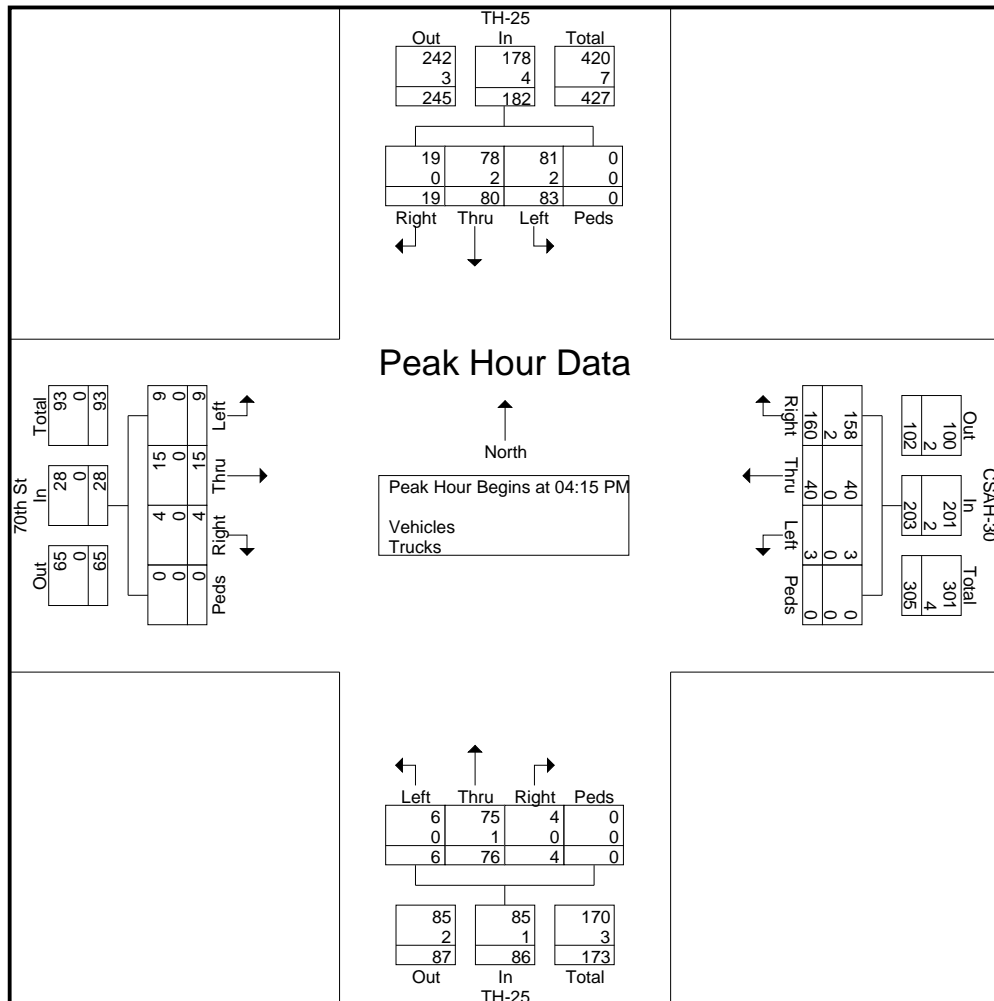 TH-25
Out In Total
242 178 420
3 4 7
245 182 427
19 78 81 0
0 2 2 0
19 80 83 0
Right Thru Left Peds
Peak Hour Data
North
Peak Hour Begins at 04:15 PM
Vehicles
Trucks
70th St
Total In Out
93 28 65
0 0 0
93 28 65
9 15 4 0
0 0 0 0
9 15 4 0
Left Thru Right Peds
CSAH-30
Out In Total
100 201 301
2 2 4
102 203 305
158 40 3 0
2 0 0 0
160 40 3 0
Right Thru Left Peds
Left Thru Right Peds
6 75 4 0
0 1 0 0
6 76 4 0
85 85 170
2 1 3
87 86 173
Out In Total
TH-25